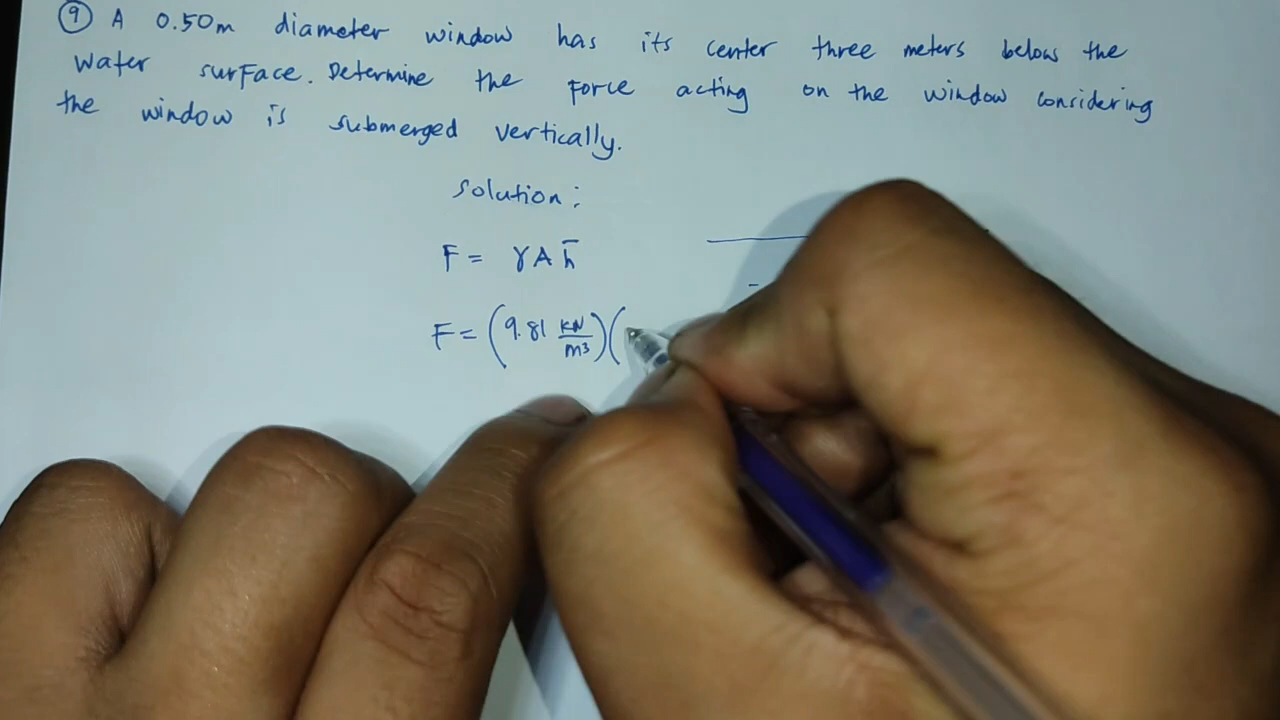 ⑨ A 0.50m diameter window has its center three meters below the
water surface. Determine the force acting on the window considering
the window is submerged vertically.
Solution:
F = γAh̄
F = (9.81 kN/m³)(